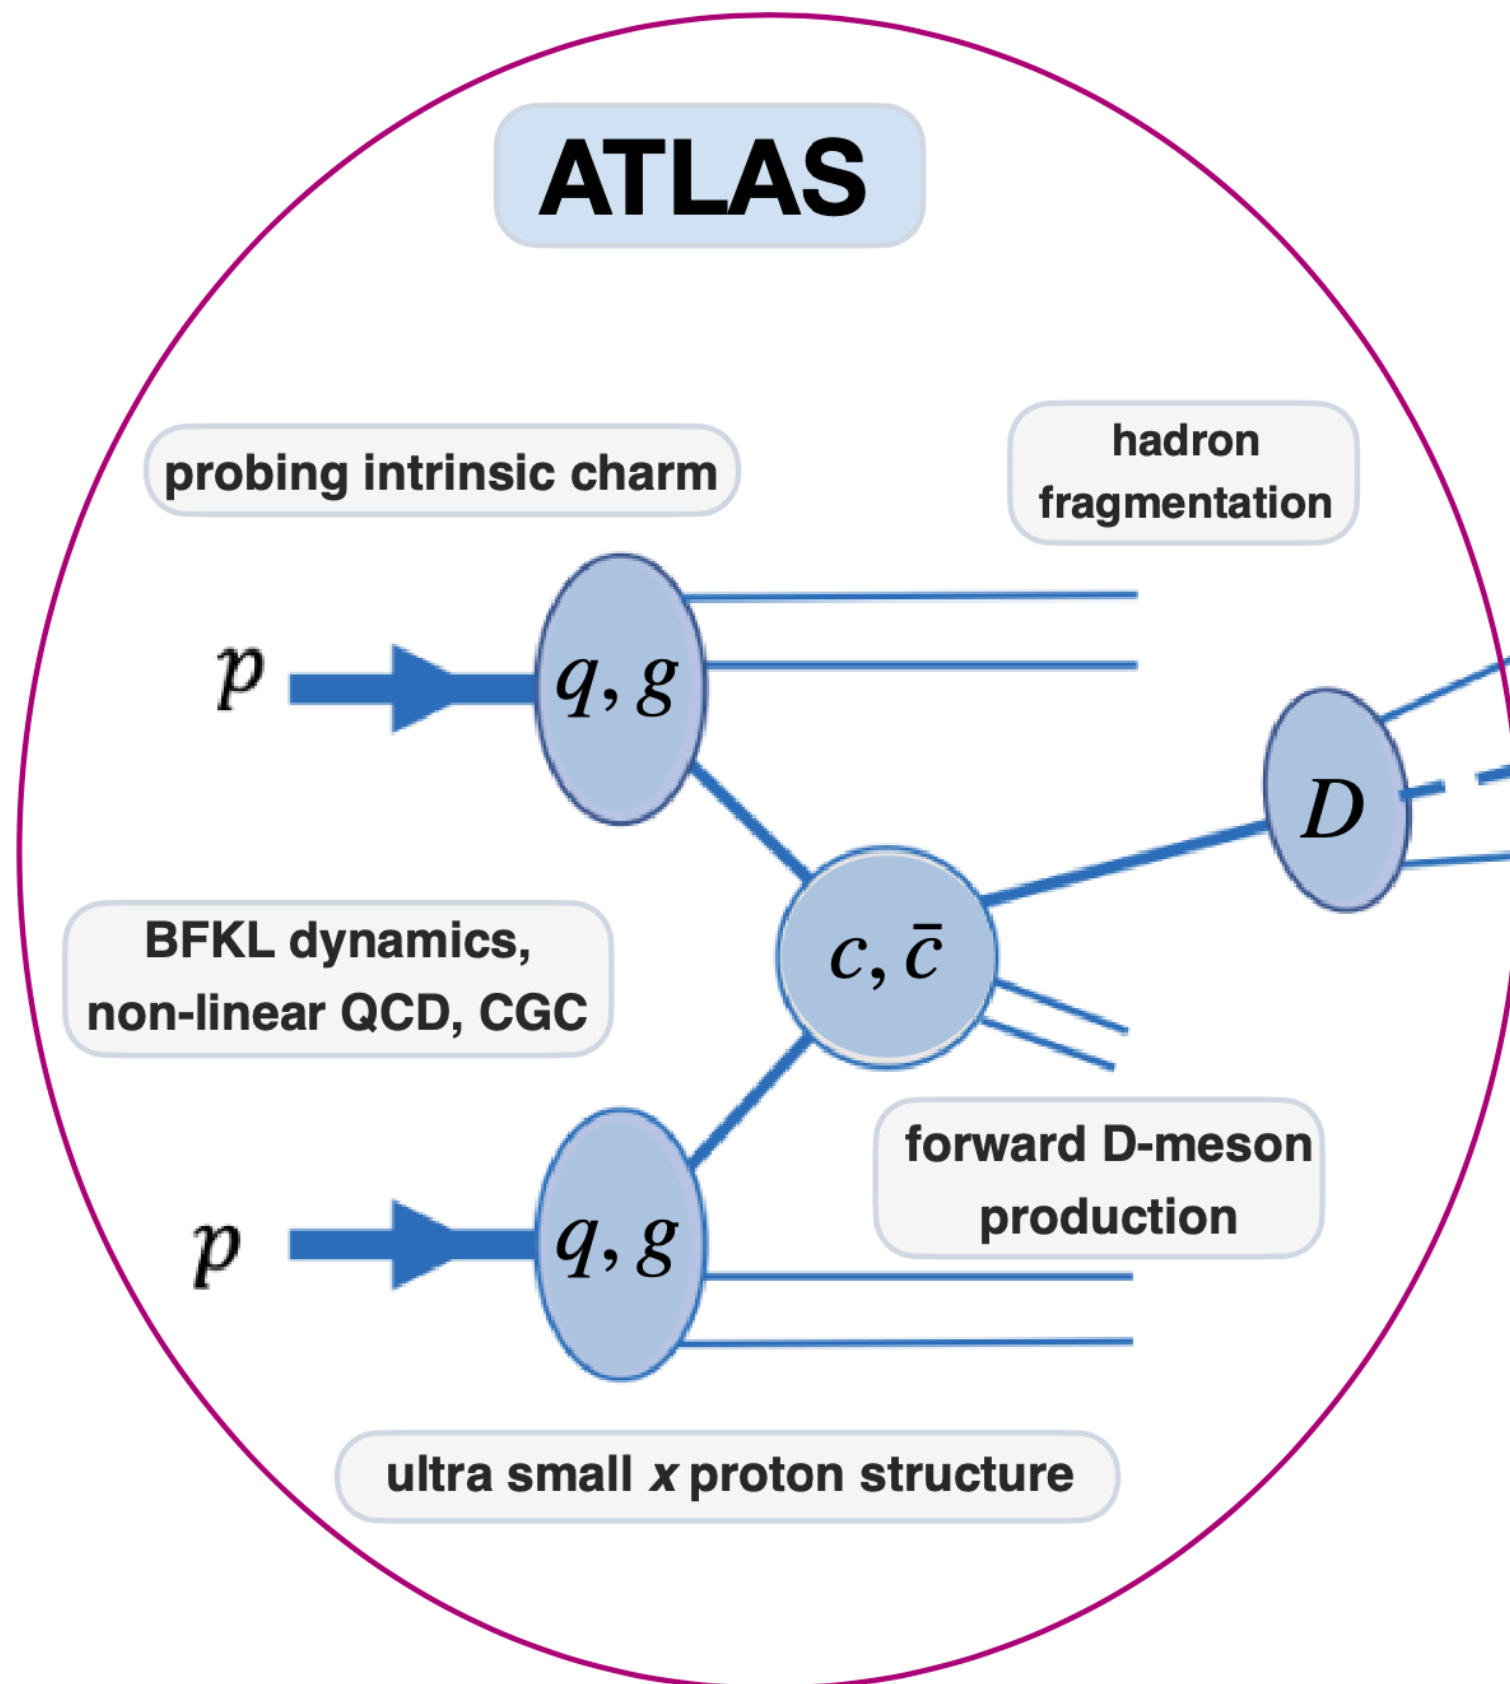 ATLAS
probing intrinsic charm
hadron
fragmentation
p
q, g
D
BFKL dynamics,
non-linear QCD, CGC
c, c̄
forward D-meson
production
p
q, g
ultra small x proton structure